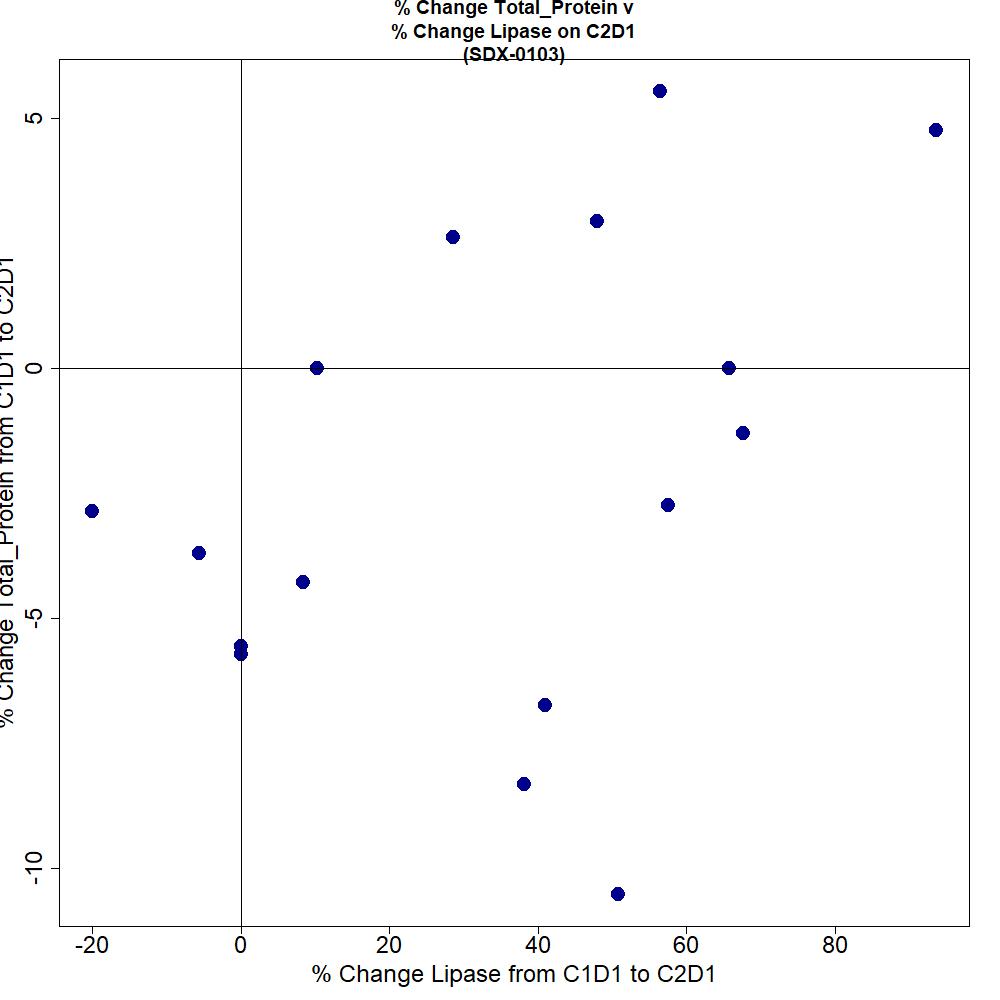 % Change Total_Protein v
% Change Lipase on C2D1
(SDX-0103)
% Change Total_Protein from C1D1 to C2D1
5
0
-5
-10
-20
0
20
40
60
80
% Change Lipase from C1D1 to C2D1